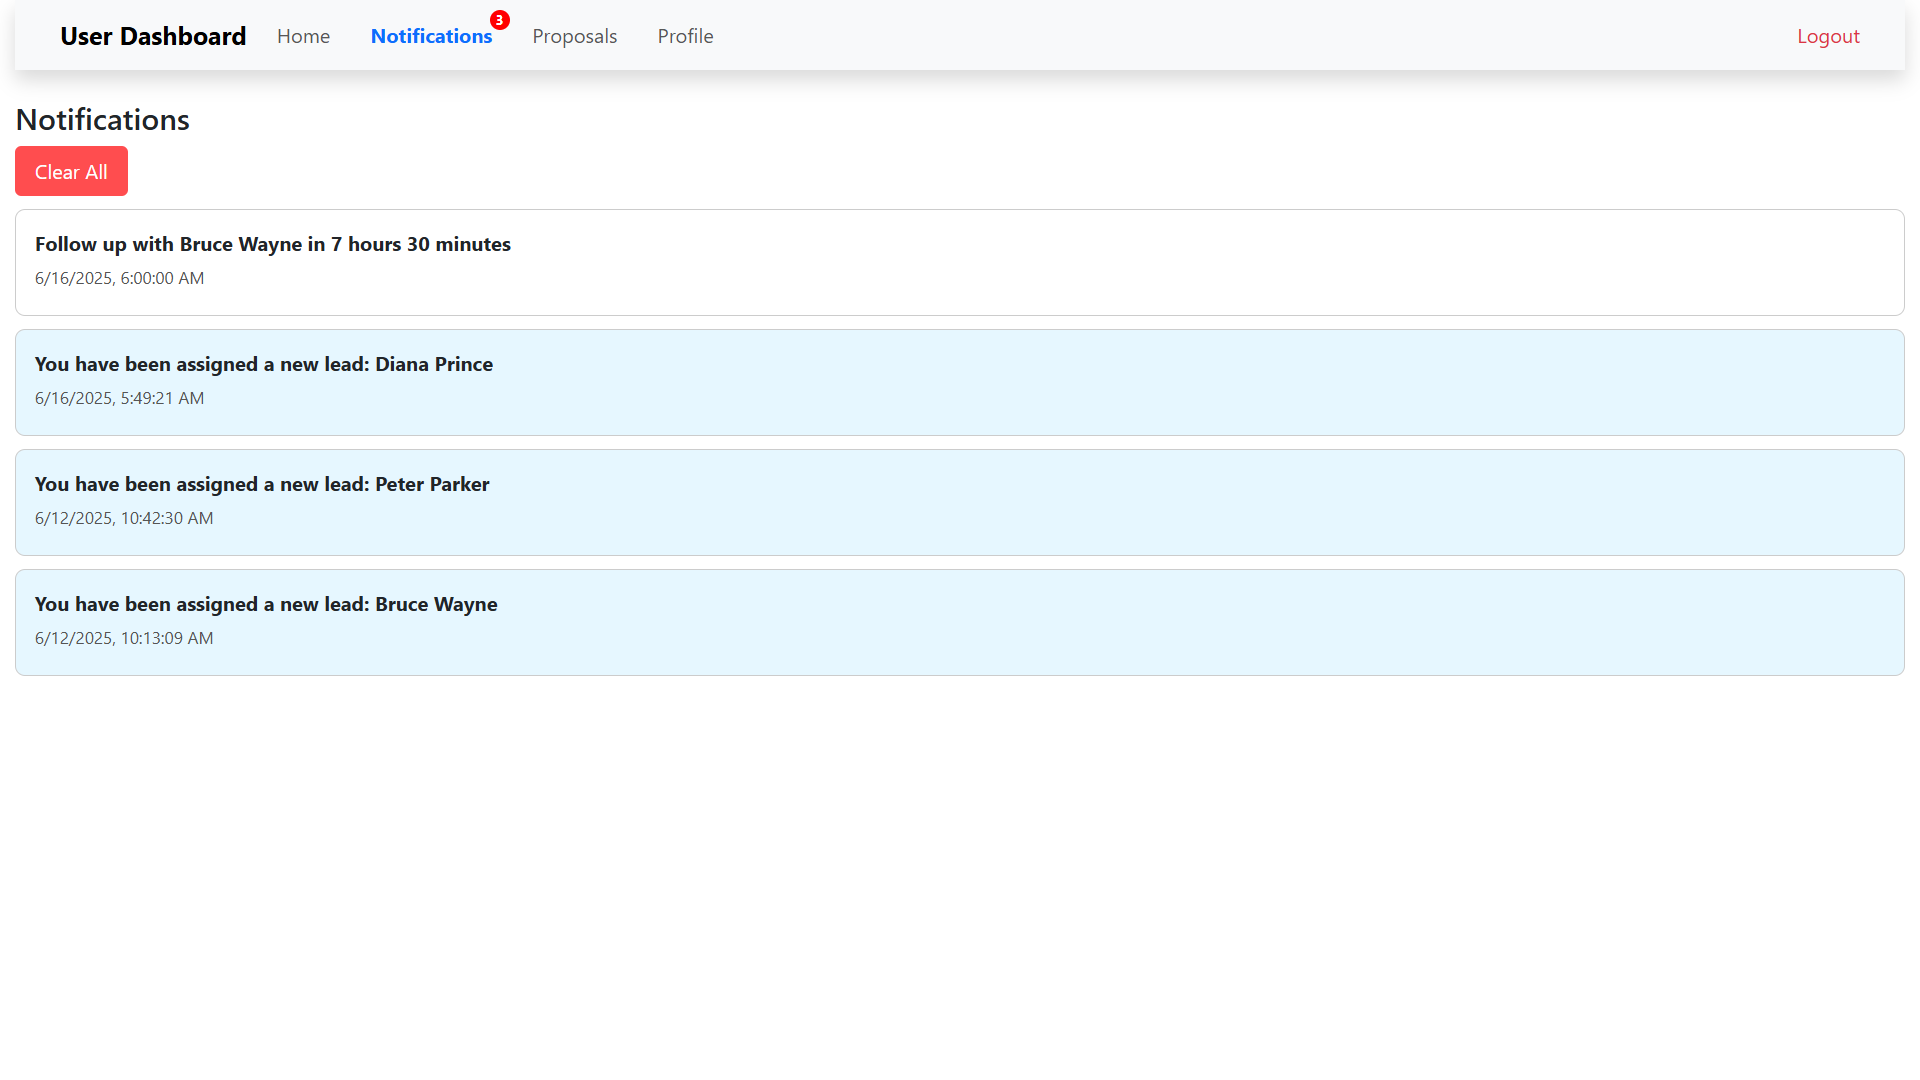 User Dashboard Home Notifications 3 Proposals Profile Logout
Notifications
Clear All
Follow up with Bruce Wayne in 7 hours 30 minutes
6/16/2025, 6:00:00 AM
You have been assigned a new lead: Diana Prince
6/16/2025, 5:49:21 AM
You have been assigned a new lead: Peter Parker
6/12/2025, 10:42:30 AM
You have been assigned a new lead: Bruce Wayne
6/12/2025, 10:13:09 AM